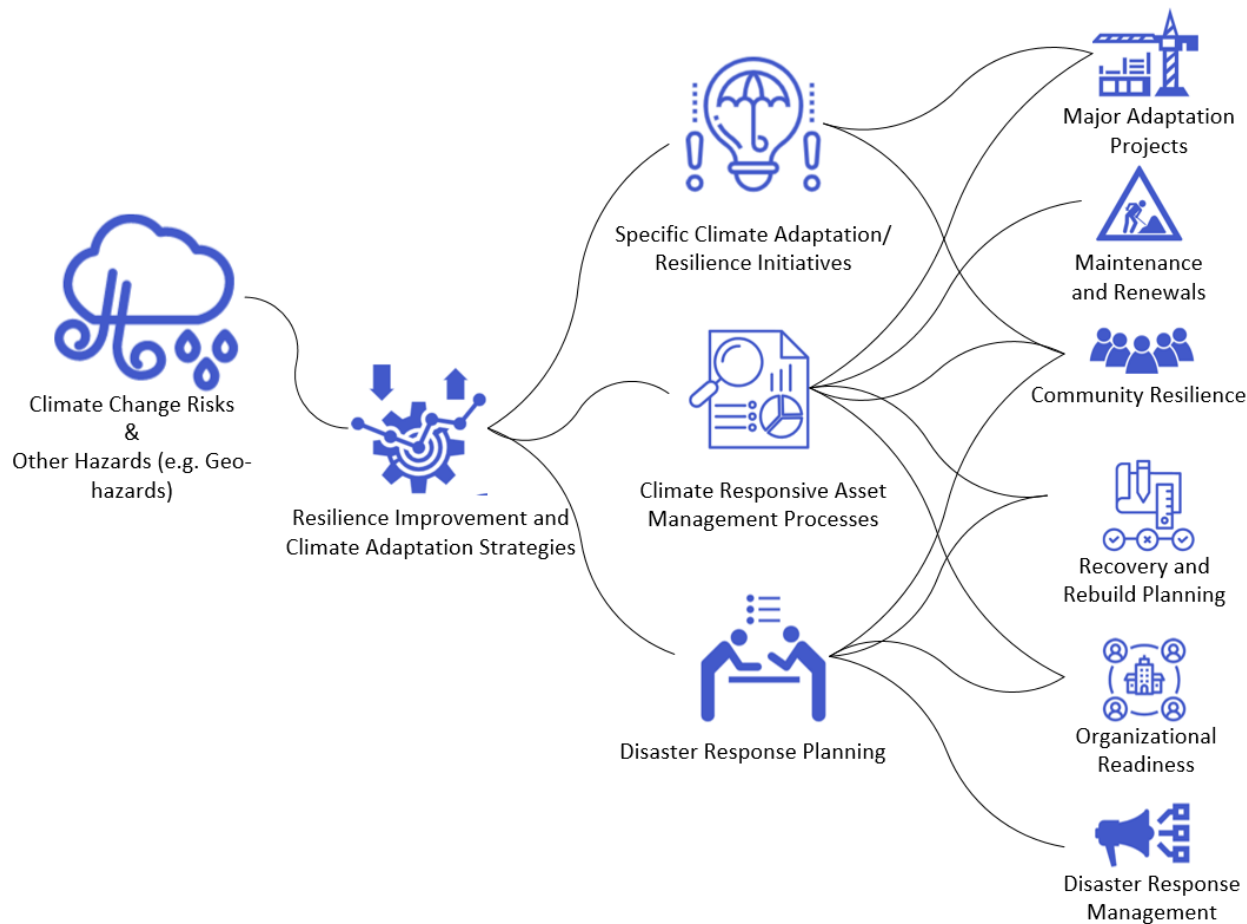 Climate Change Risks
&
Other Hazards (e.g. Geo-
hazards)
Resilience Improvement and
Climate Adaptation Strategies
Specific Climate Adaptation/
Resilience Initiatives
Climate Responsive Asset
Management Processes
Disaster Response Planning
Major Adaptation
Projects
Maintenance
and Renewals
Community Resilience
Recovery and
Rebuild Planning
Organizational
Readiness
Disaster Response
Management